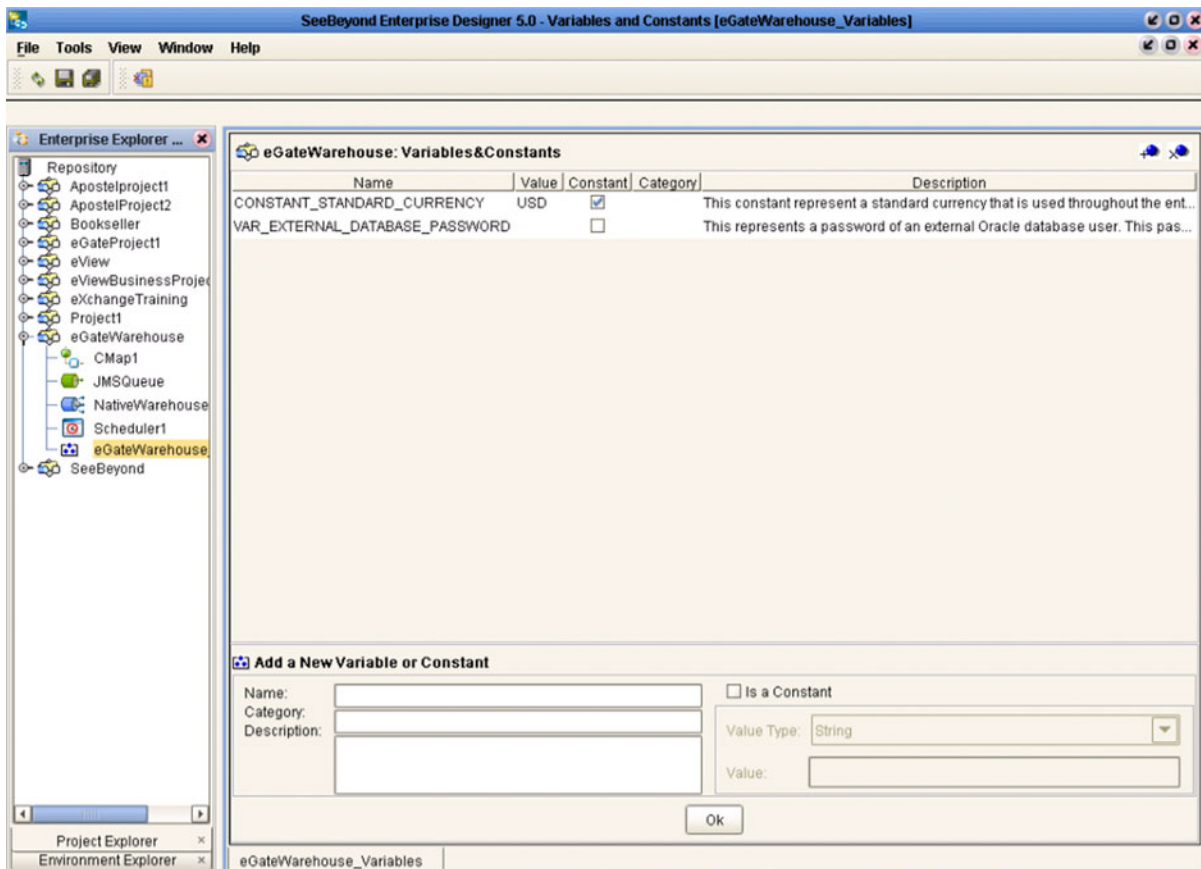 SeeBeyond Enterprise Designer 5.0 - Variables and Constants [eGateWarehouse_Variables]
File Tools View Window Help
Enterprise Explorer ...
Repository
Apostelproject1
ApostelProject2
Bookseller
eGateProject1
eView
eViewBusinessProjec
eXchangeTraining
Project1
eGateWarehouse
CMap1
JMSQueue
NativeWarehouse
Scheduler1
eGateWarehouse_
SeeBeyond
Project Explorer
Environment Explorer
eGateWarehouse: Variables&Constants
Name Value Constant Category Description
CONSTANT_STANDARD_CURRENCY USD This constant represent a standard currency that is used throughout the ent...
VAR_EXTERNAL_DATABASE_PASSWORD This represents a password of an external Oracle database user. This pas...
Add a New Variable or Constant
Name:
Category:
Description:
Is a Constant
Value Type: String
Value:
Ok
eGateWarehouse_Variables